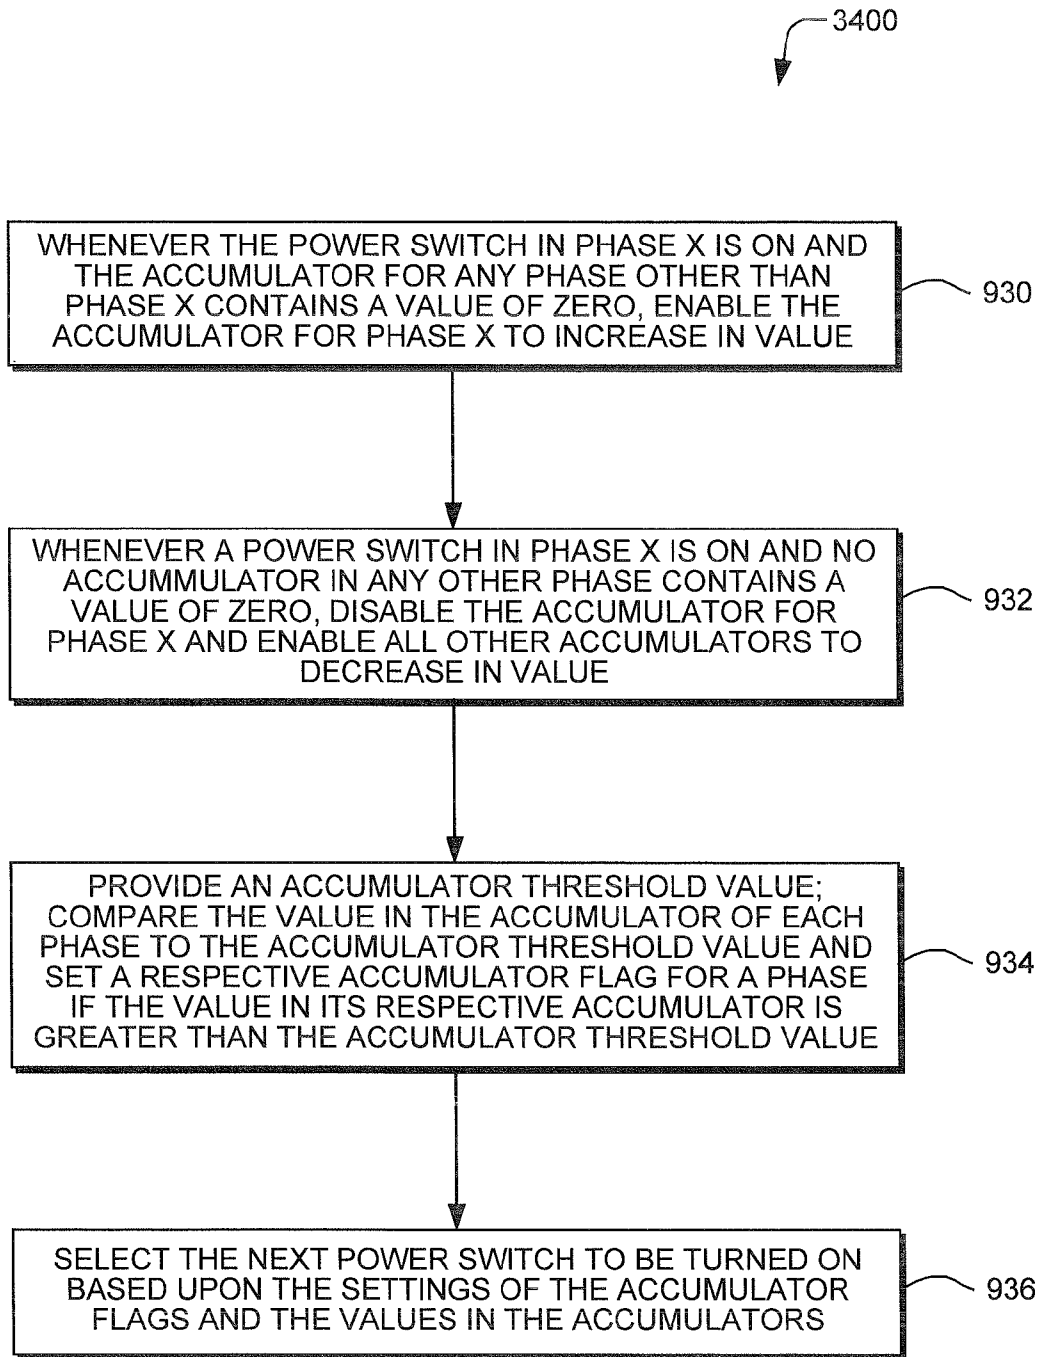 3400
WHENEVER THE POWER SWITCH IN PHASE X IS ON AND
THE ACCUMULATOR FOR ANY PHASE OTHER THAN
PHASE X CONTAINS A VALUE OF ZERO, ENABLE THE
ACCUMULATOR FOR PHASE X TO INCREASE IN VALUE
930
WHENEVER A POWER SWITCH IN PHASE X IS ON AND NO
ACCUMMULATOR IN ANY OTHER PHASE CONTAINS A
VALUE OF ZERO, DISABLE THE ACCUMULATOR FOR
PHASE X AND ENABLE ALL OTHER ACCUMULATORS TO
DECREASE IN VALUE
932
PROVIDE AN ACCUMULATOR THRESHOLD VALUE;
COMPARE THE VALUE IN THE ACCUMULATOR OF EACH
PHASE TO THE ACCUMULATOR THRESHOLD VALUE AND
SET A RESPECTIVE ACCUMULATOR FLAG FOR A PHASE
IF THE VALUE IN ITS RESPECTIVE ACCUMULATOR IS
GREATER THAN THE ACCUMULATOR THRESHOLD VALUE
934
SELECT THE NEXT POWER SWITCH TO BE TURNED ON
BASED UPON THE SETTINGS OF THE ACCUMULATOR
FLAGS AND THE VALUES IN THE ACCUMULATORS
936